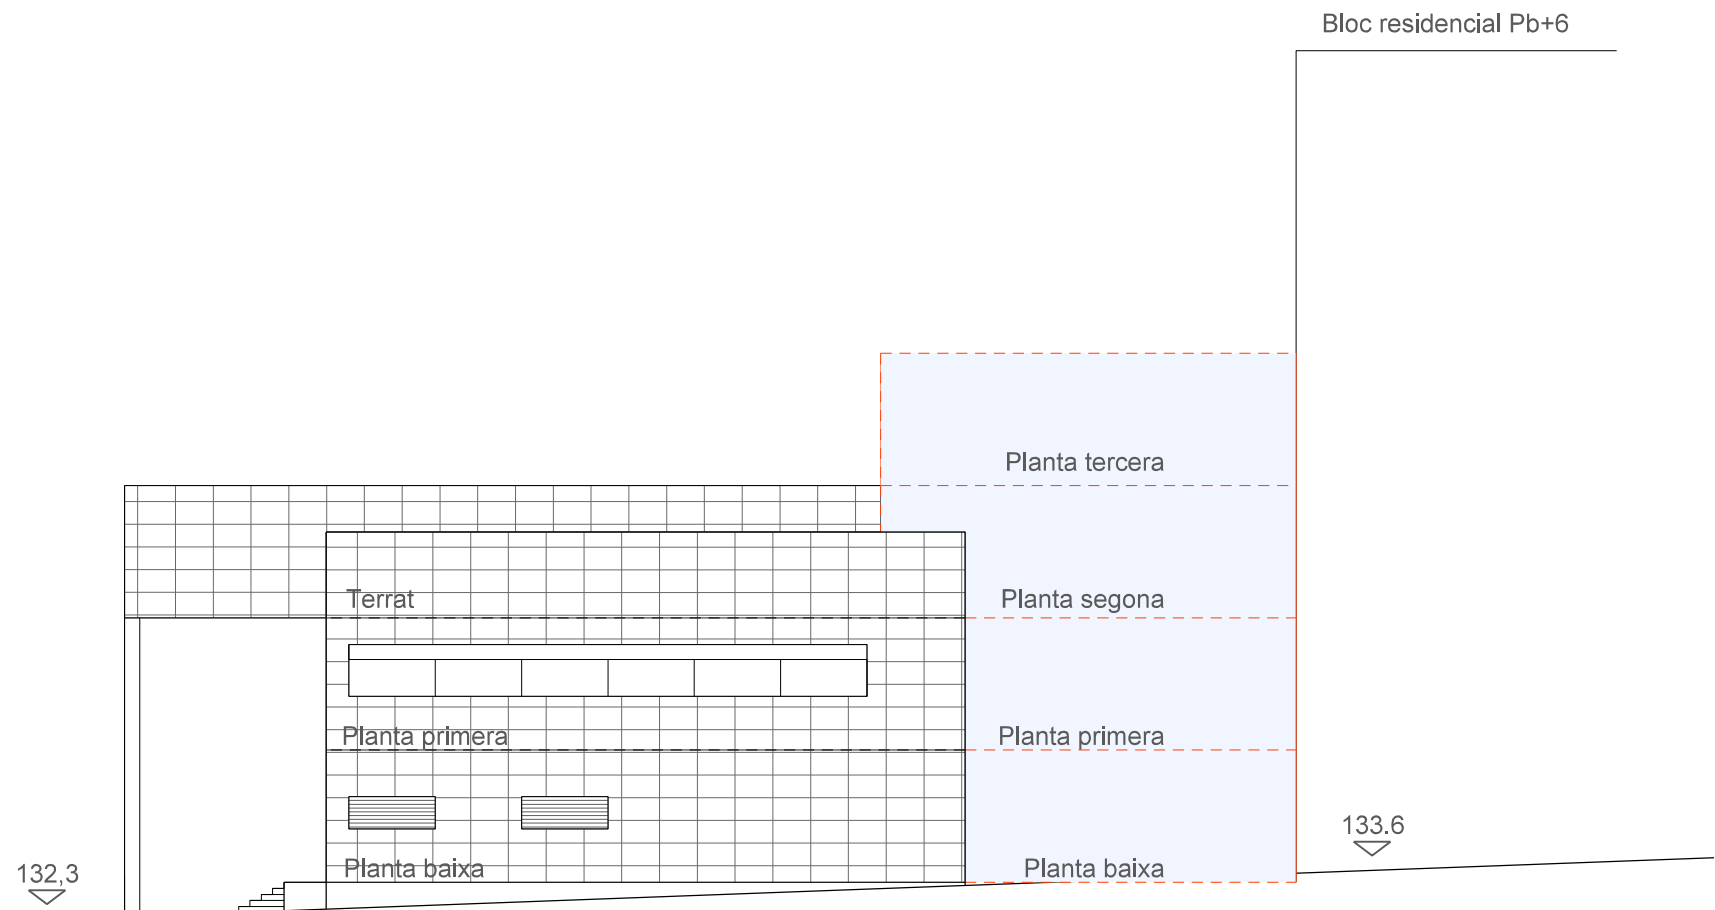 Bloc residencial Pb+6
Planta tercera
Terrat
Planta segona
Planta primera
Planta primera
133.6
132,3
Planta baixa
Planta baixa